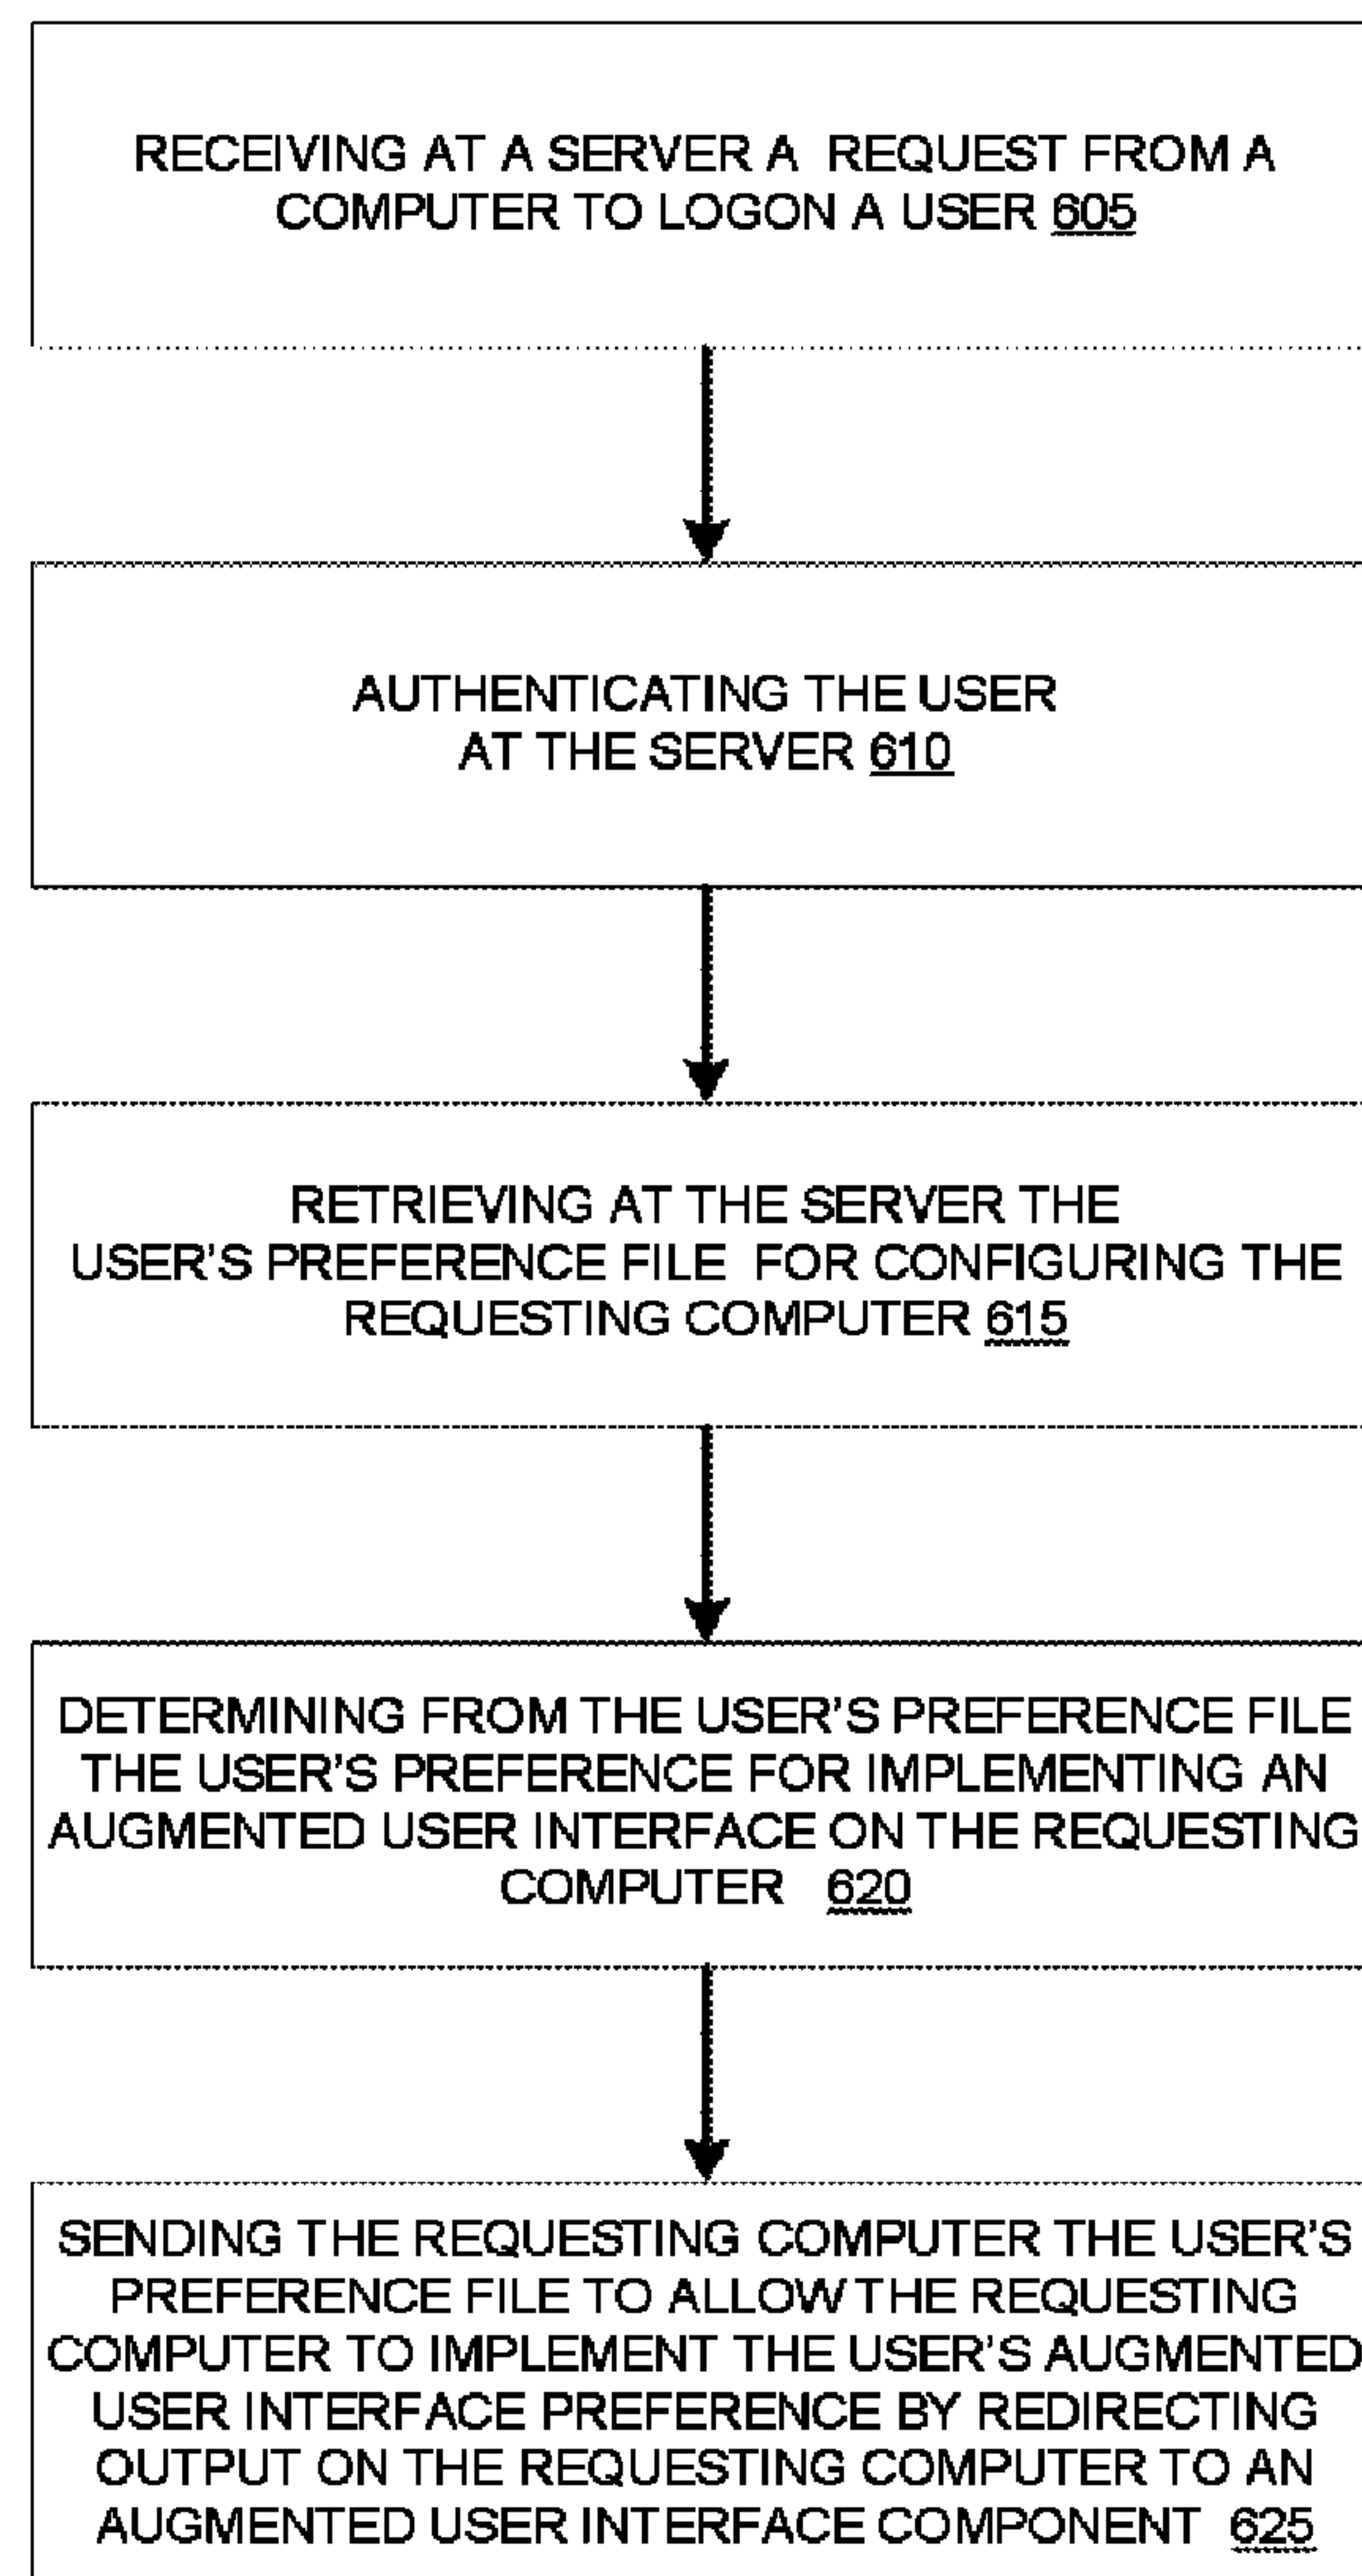 RECEIVING AT A SERVER A REQUEST FROM A
COMPUTER TO LOGON A USER 605
AUTHENTICATING THE USER
AT THE SERVER 610
RETRIEVING AT THE SERVER THE
USER'S PREFERENCE FILE FOR CONFIGURING THE
REQUESTING COMPUTER 615
DETERMINING FROM THE USER'S PREFERENCE FILE
THE USER'S PREFERENCE FOR IMPLEMENTING AN
AUGMENTED USER INTERFACE ON THE REQUESTING
COMPUTER 620
SENDING THE REQUESTING COMPUTER THE USER'S
PREFERENCE FILE TO ALLOW THE REQUESTING
COMPUTER TO IMPLEMENT THE USER'S AUGMENTED
USER INTERFACE PREFERENCE BY REDIRECTING
OUTPUT ON THE REQUESTING COMPUTER TO AN
AUGMENTED USER INTERFACE COMPONENT 625